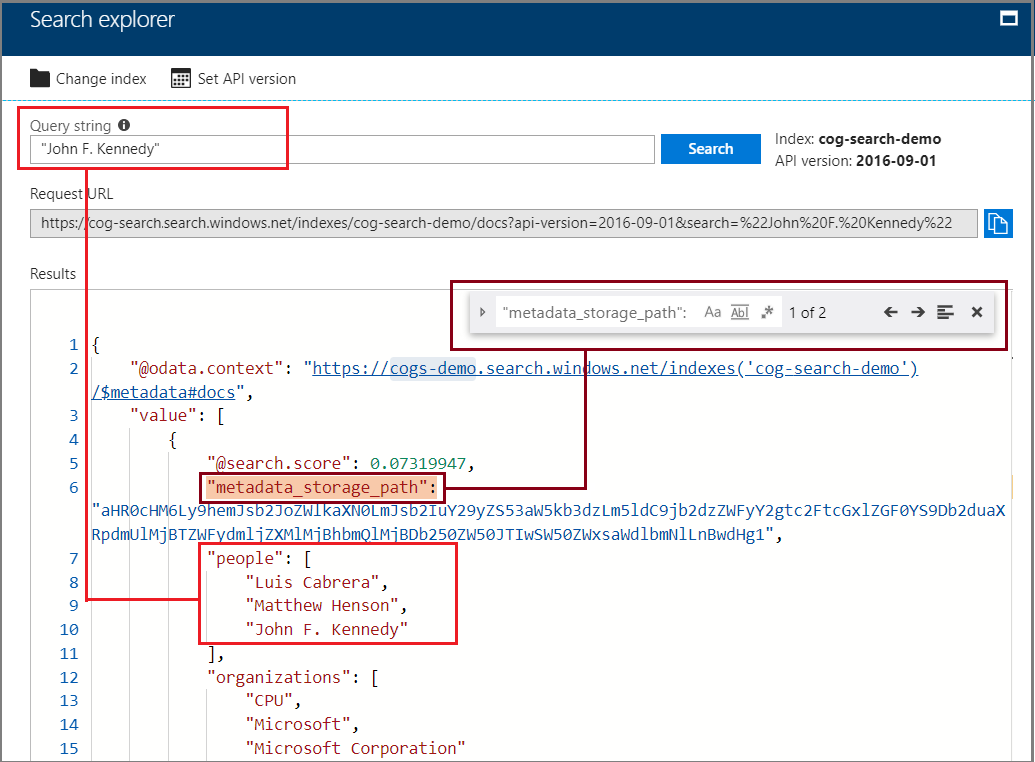 Search explorer
Change index Set API version
Query string
"John F. Kennedy"
Search
Index: cog-search-demo
API version: 2016-09-01
Request URL
https://cog-search.search.windows.net/indexes/cog-search-demo/docs?api-version=2016-09-01&search=%22John%20F.%20Kennedy%22
Results
"metadata_storage_path": Aa Abl .* 1 of 2
1 {
2 "@odata.context": "https://cogs-demo.search.windows.net/indexes('cog-search-demo')
/$metadata#docs",
3 "value": [
4 {
5 "@search.score": 0.07319947,
6 "metadata_storage_path":
"aHR0cHM6Ly9hemJsb2JoZWlkaXN0LmJsb2IuY29yZS53aW5kb3dzLm5ldC9jb2dzZWFyY2gtc2FtcGxlZGF0YS9Db2duaX
RpdmUlMjBTZWFydmljZXMlMjBhbmQlMjBDb250ZW50JTIwSW50ZWxsaWdlbmNlLnBwdHg1",
7 "people": [
8 "Luis Cabrera",
9 "Matthew Henson",
10 "John F. Kennedy"
11 ],
12 "organizations": [
13 "CPU",
14 "Microsoft",
15 "Microsoft Corporation"